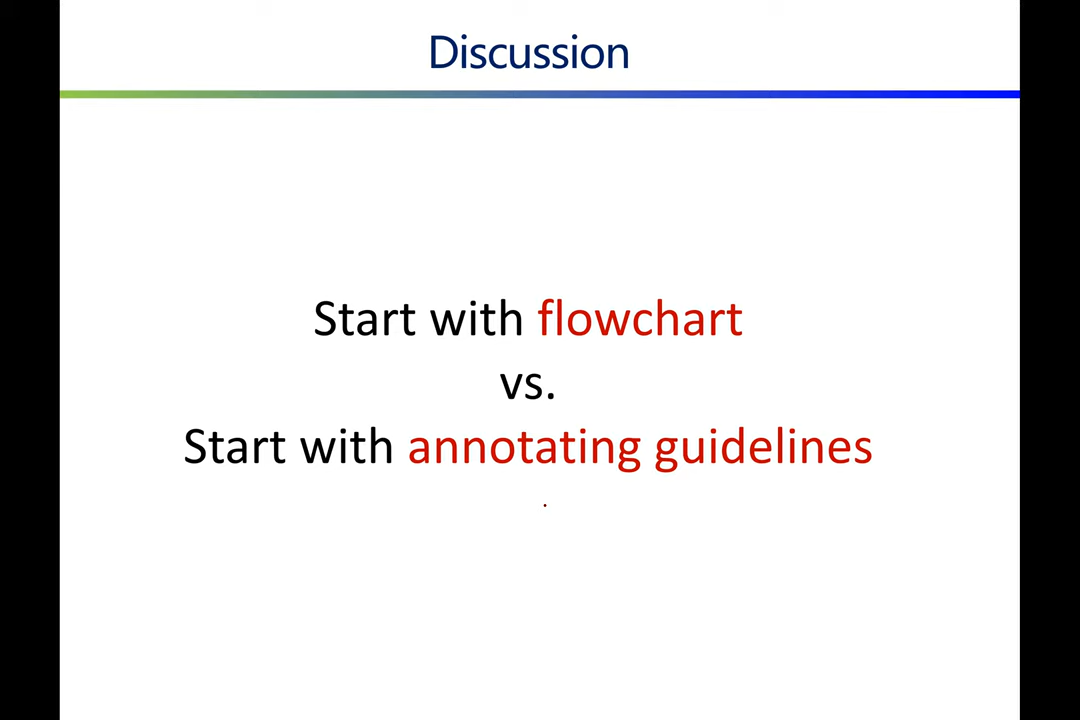 Discussion
Start with flowchart
vs.
Start with annotating guidelines
.